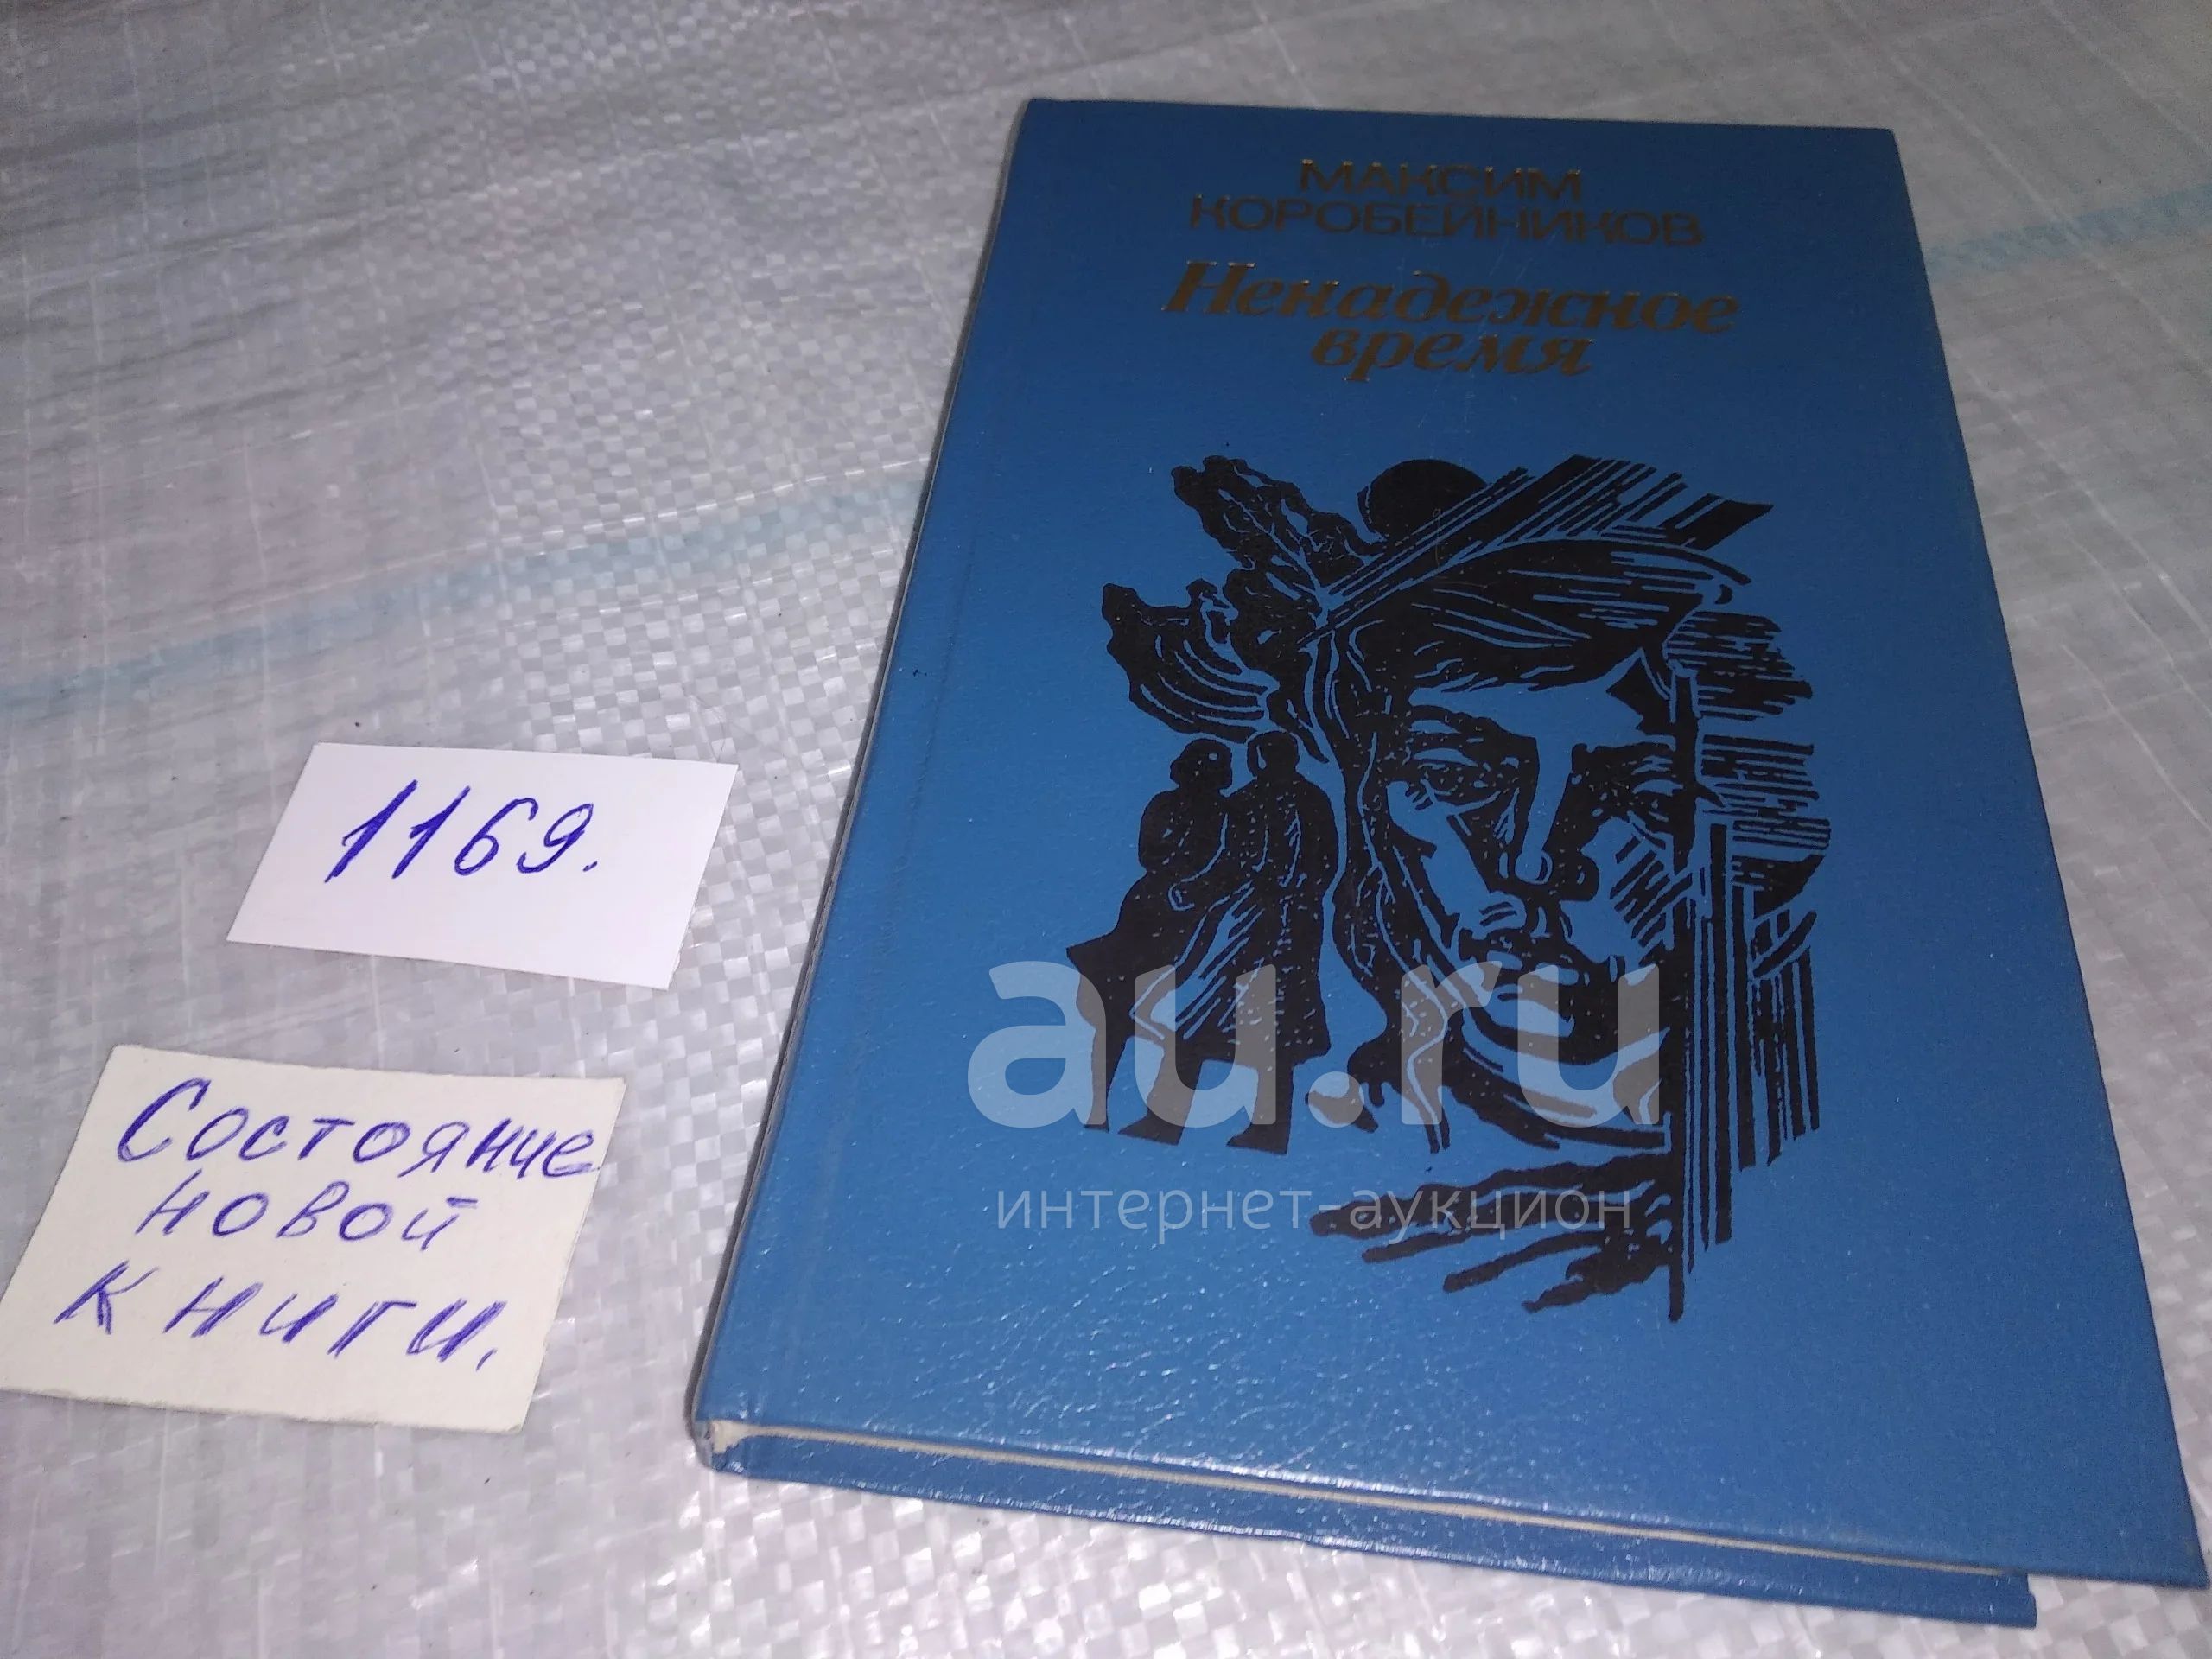 МАКСИМ
КОРОБЕЙНИКОВ
Ненадежное
время
1169.
Состояние
новой
книги.
au.ru
интернет-аукцион